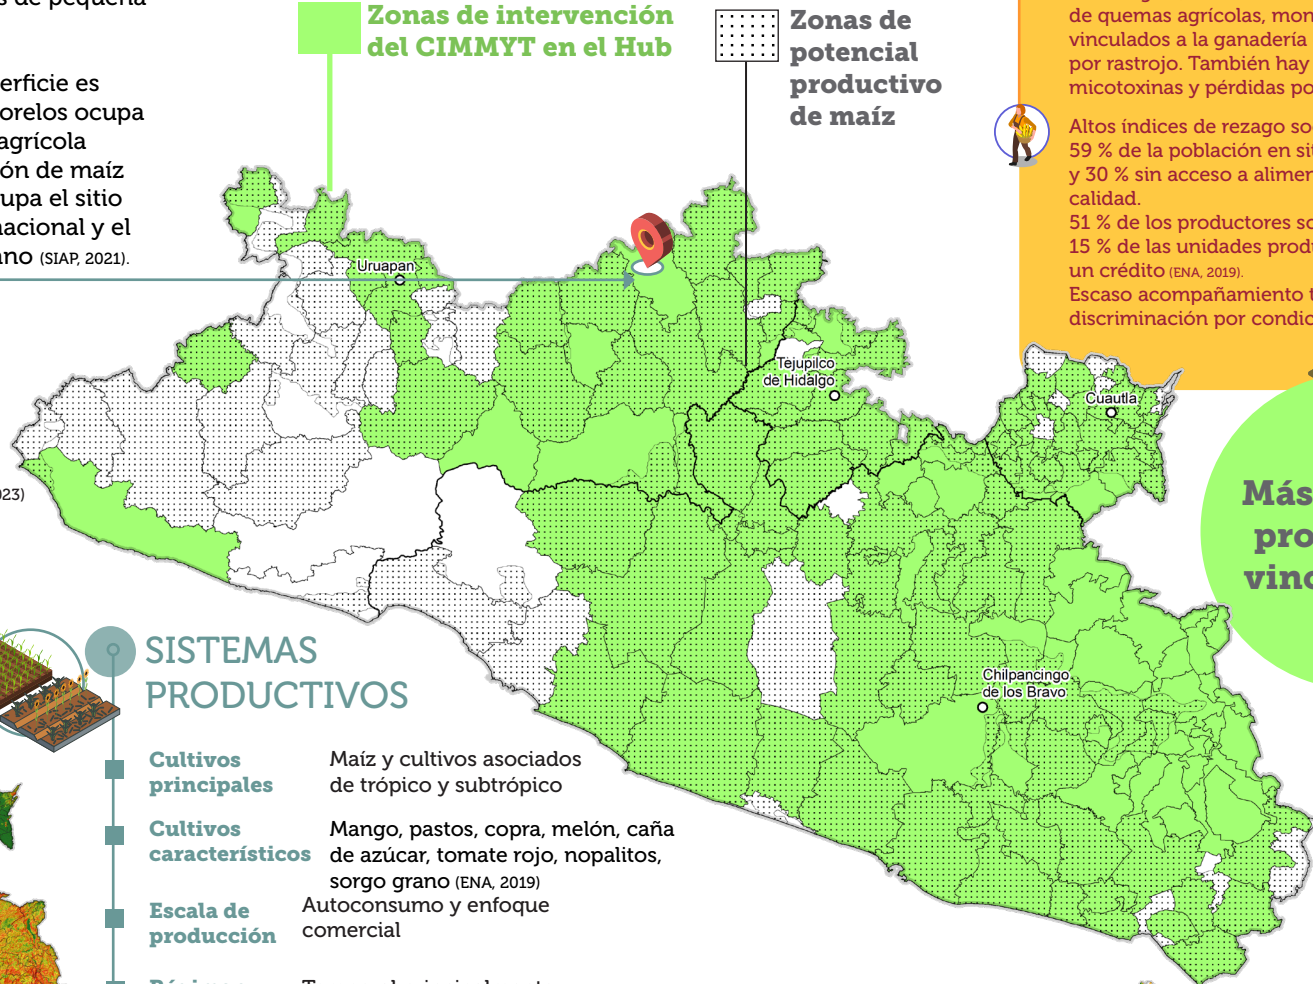 s de pequeña
erficie es
orelos ocupa
agrícola
ón de maíz
upa el sitio
nacional y el
ano (SIAP, 2021).
Zonas de intervención
del CIMMYT en el Hub
Zonas de
potencial
productivo
de maíz
de quemas agrícolas, mon
vinculados a la ganadería
por rastrojo. También hay
micotoxinas y pérdidas po
Altos índices de rezago so
59 % de la población en sit
y 30 % sin acceso a alimen
calidad.
51 % de los productores so
15 % de las unidades prod
un crédito (ENA, 2019).
Escaso acompañamiento t
discriminación por condic
Uruapan
Tejupilco
de Hidalgo
Cuautla
Chilpancingo
de los Bravo
023)
Más
pro
vinc
SISTEMAS
PRODUCTIVOS
Cultivos
principales
Maíz y cultivos asociados
de trópico y subtrópico
Cultivos
característicos
Mango, pastos, copra, melón, caña
de azúcar, tomate rojo, nopalitos,
sorgo grano (ENA, 2019)
Escala de
producción
Autoconsumo y enfoque
comercial